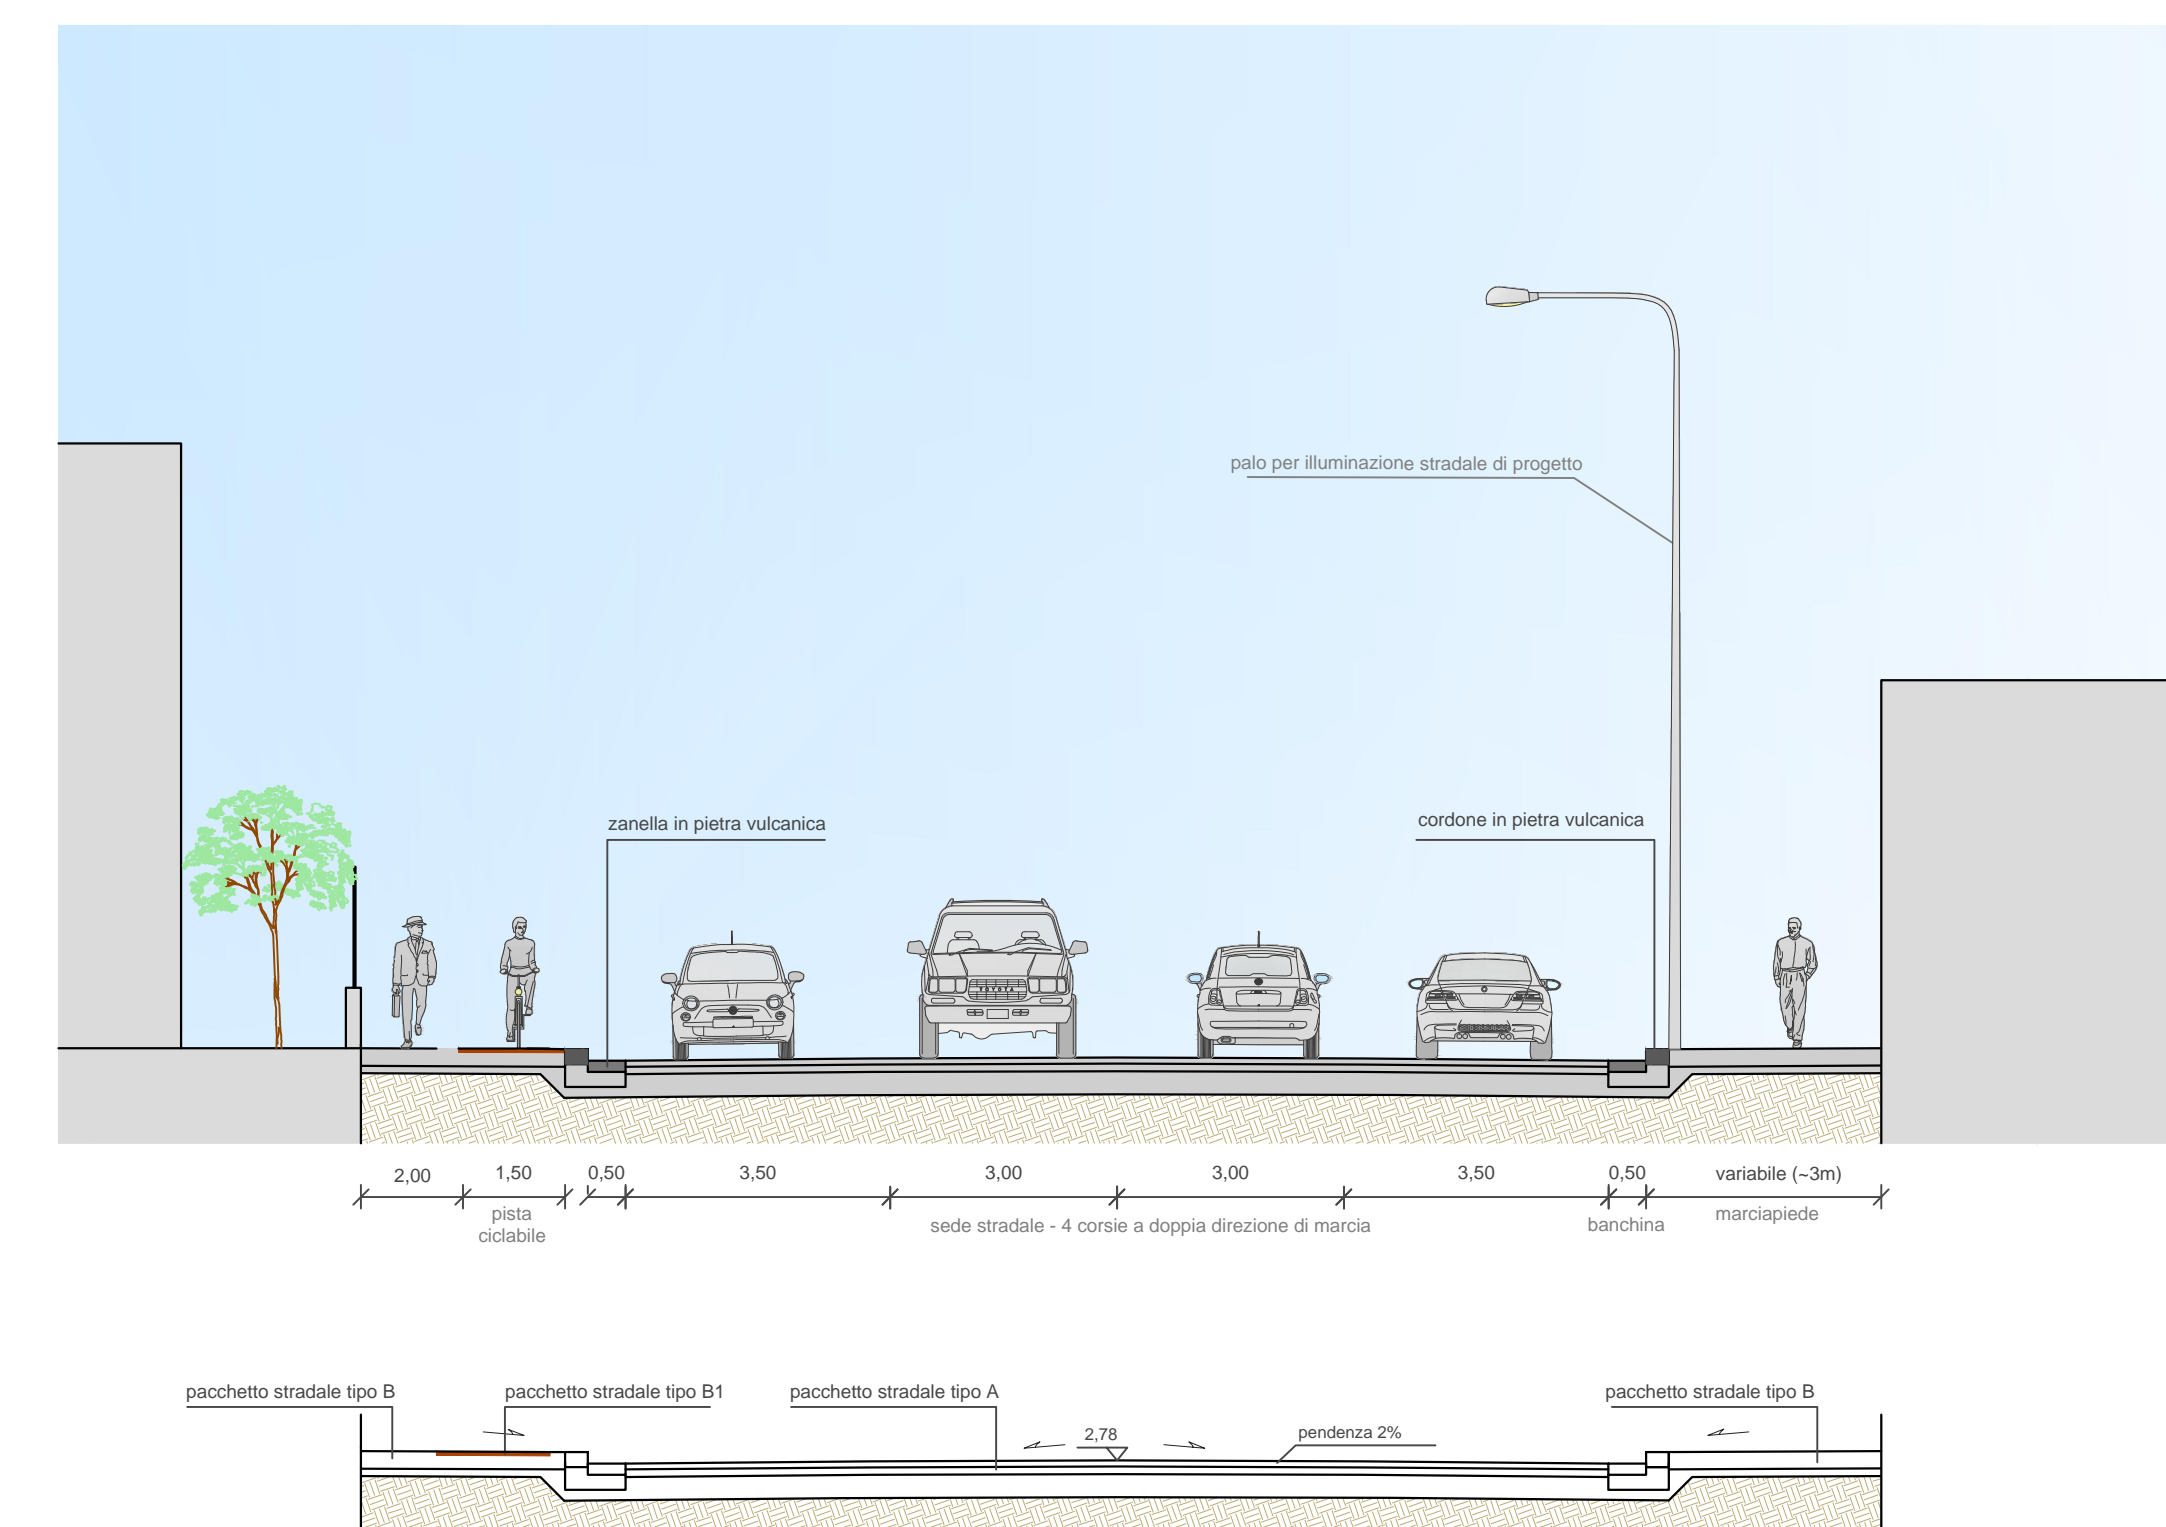 palo per illuminazione stradale di progetto
zanella in pietra vulcanica
cordone in pietra vulcanica
TOYOTA
2,00
1,50
0,50
3,50
3,00
3,00
3,50
0,50
variabile (~3m)
pista
ciclabile
sede stradale - 4 corsie a doppia direzione di marcia
banchina
marciapiede
pacchetto stradale tipo B
pacchetto stradale tipo B1
pacchetto stradale tipo A
pacchetto stradale tipo B
2,78
pendenza 2%